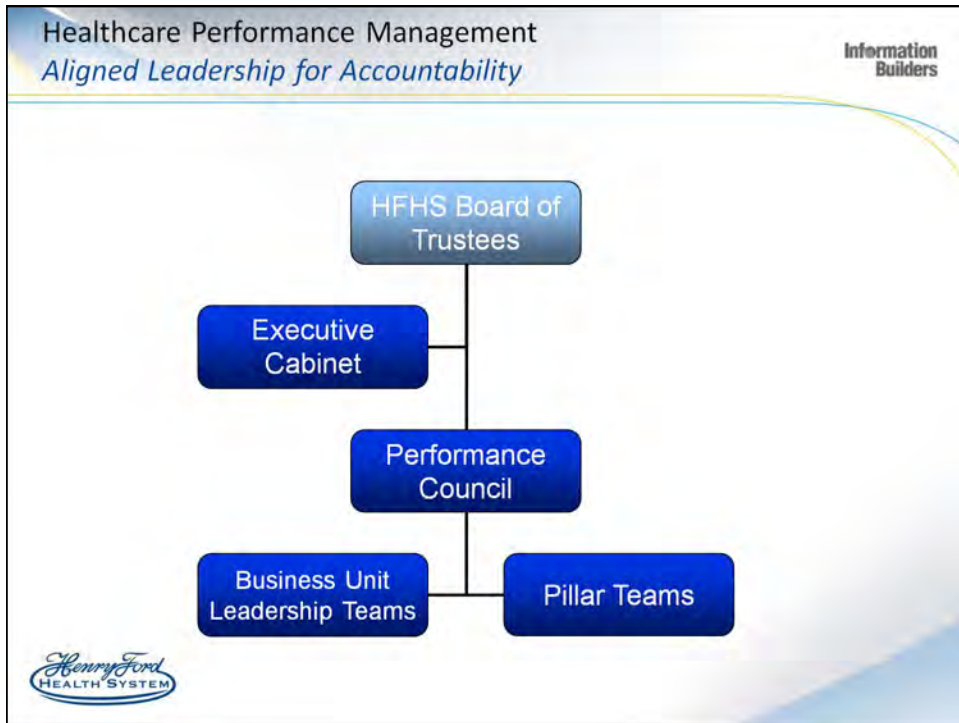 Healthcare Performance Management
Aligned Leadership for Accountability
Information
Builders
HFHS Board of
Trustees
Executive
Cabinet
Performance
Council
Business Unit
Leadership Teams
Pillar Teams
Henry Ford
HEALTH SYSTEM